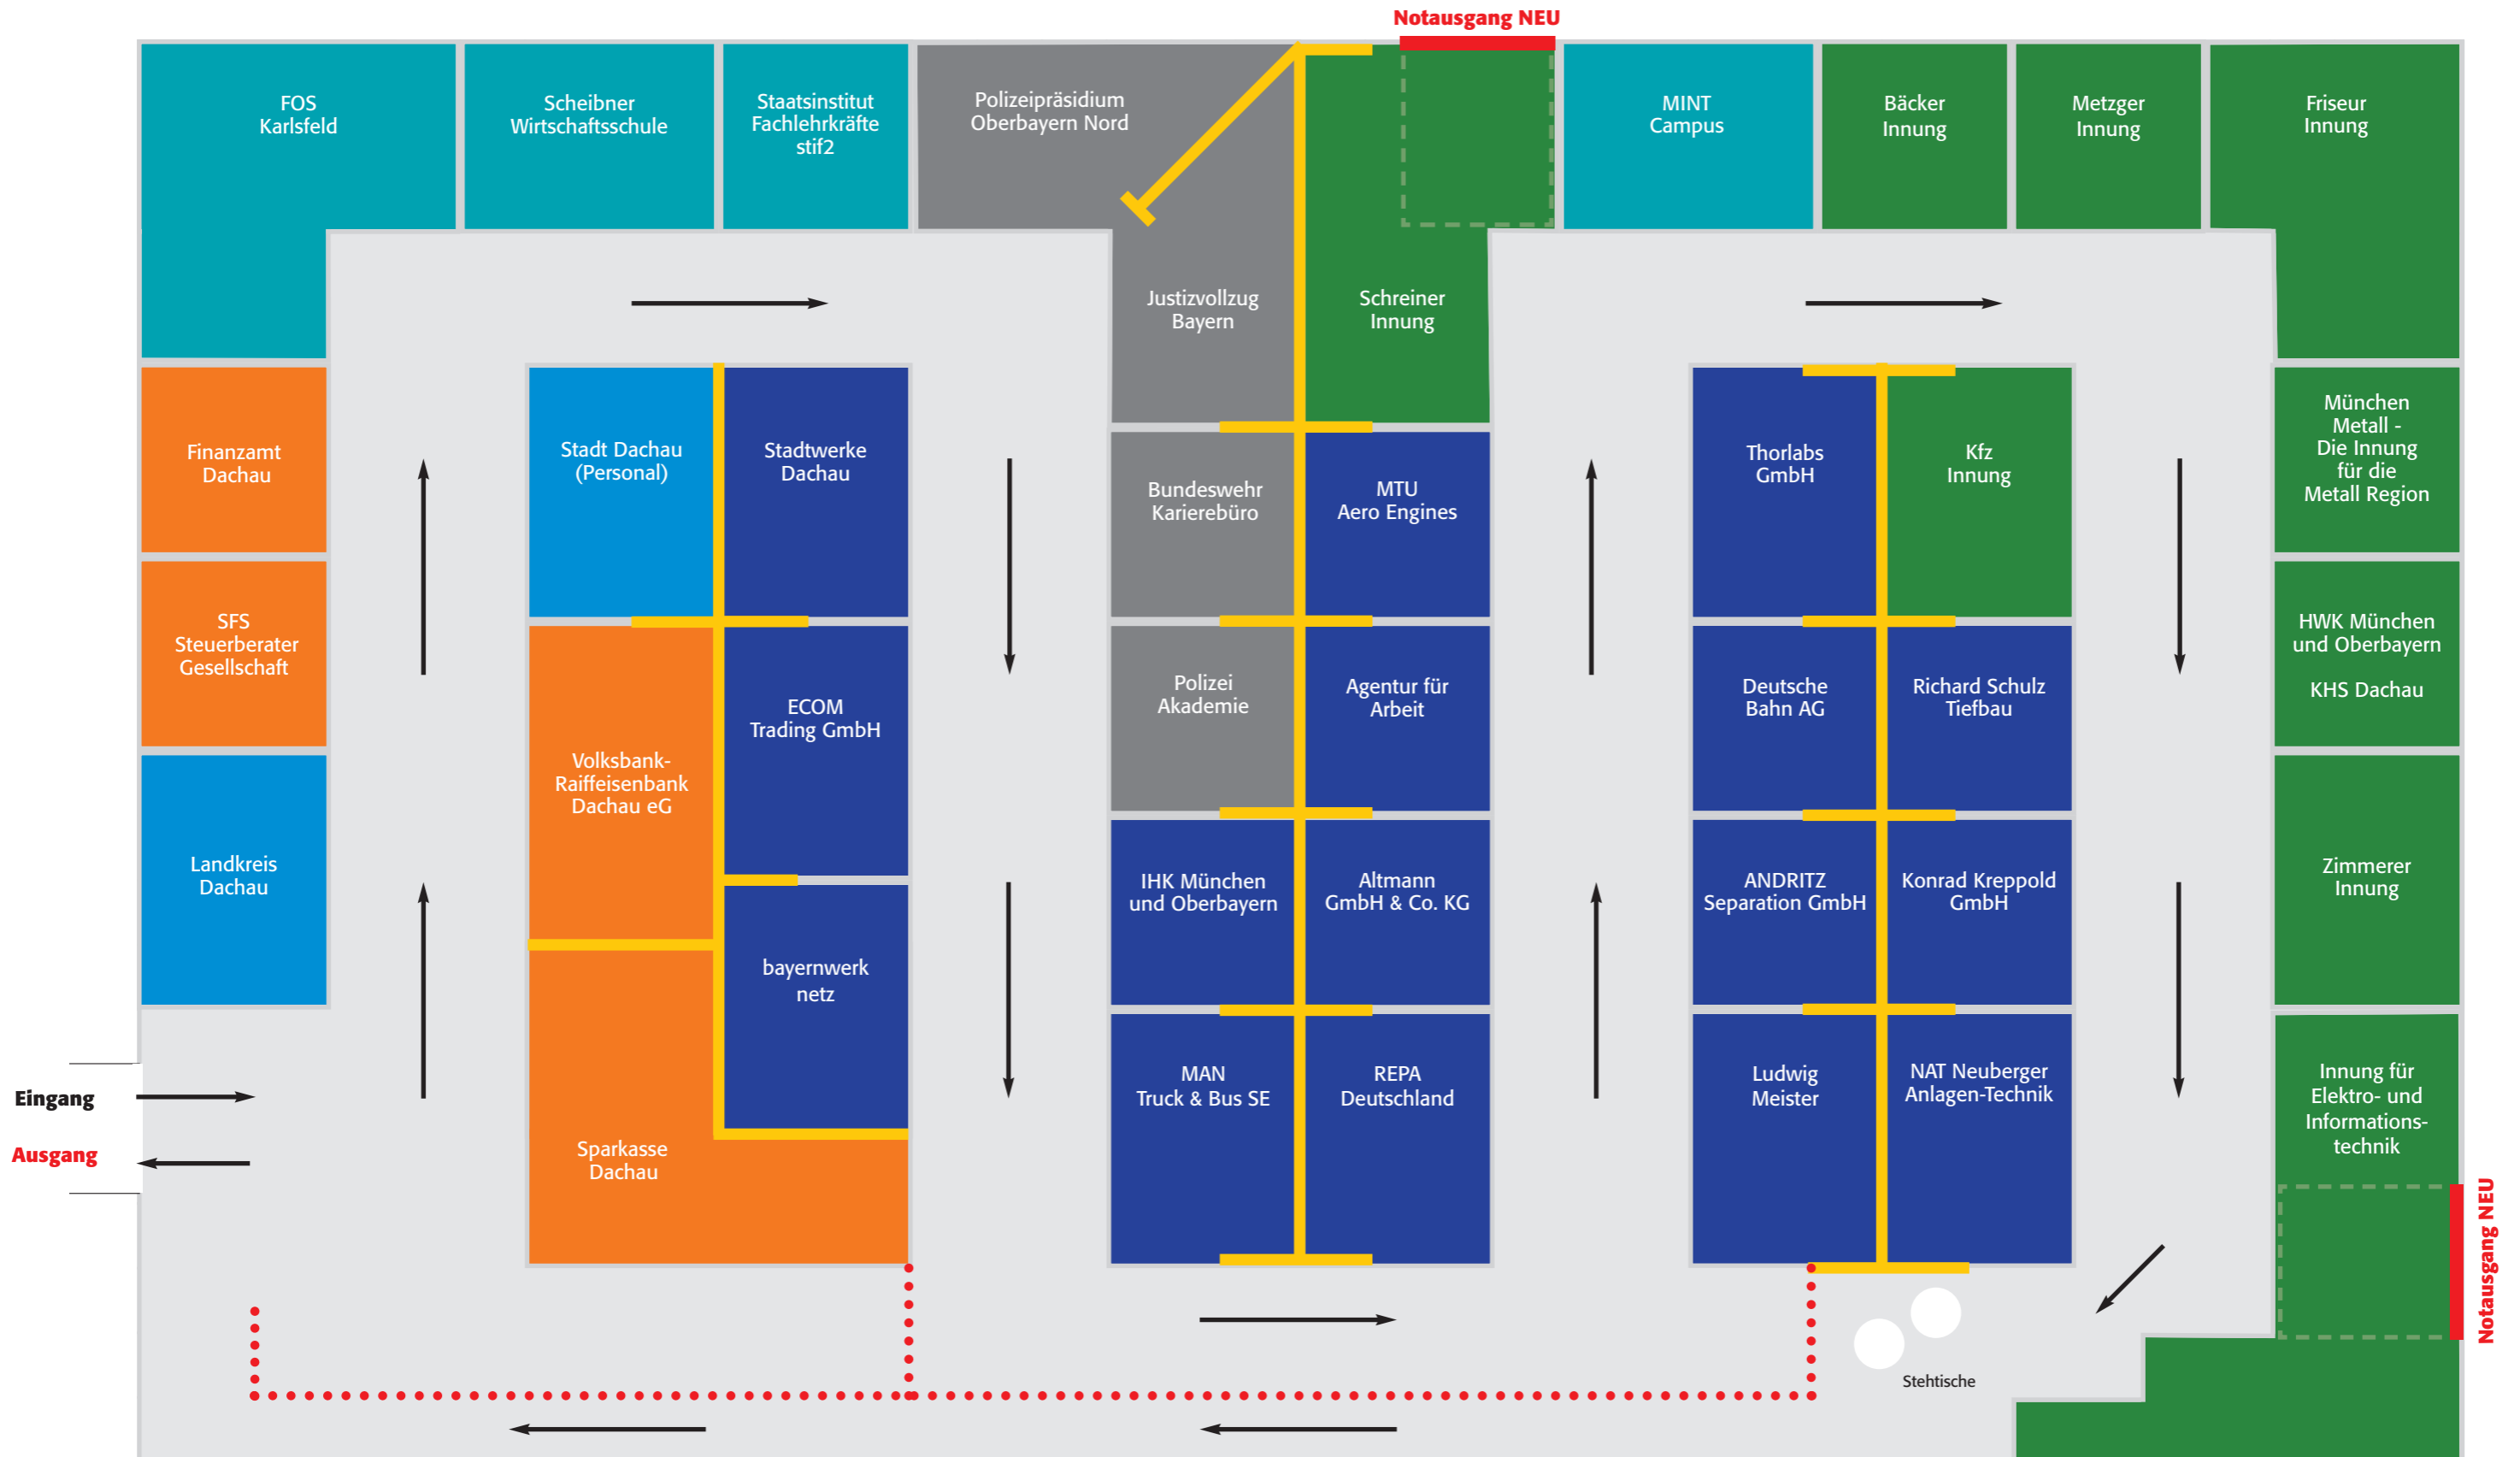 Notausgang NEU
FOS
Karlsfeld
Scheibner
Wirtschaftsschule
Staatsinstitut
Fachlehrkräfte
stif2
Polizeipräsidium
Oberbayern Nord
MINT
Campus
Bäcker
Innung
Metzger
Innung
Friseur
Innung
Justizvollzug
Bayern
Schreiner
Innung
Finanzamt
Dachau
Stadt Dachau
(Personal)
Stadtwerke
Dachau
Bundeswehr
Karierebüro
MTU
Aero Engines
Thorlabs
GmbH
Kfz
Innung
München
Metall -
Die Innung
für die
Metall Region
SFS
Steuerberater
Gesellschaft
Volksbank-
Raiffeisenbank
Dachau eG
ECOM
Trading GmbH
Polizei
Akademie
Agentur für
Arbeit
Deutsche
Bahn AG
Richard Schulz
Tiefbau
HWK München
und Oberbayern
KHS Dachau
Landkreis
Dachau
bayernwerk
netz
IHK München
und Oberbayern
Altmann
GmbH & Co. KG
ANDRITZ
Separation GmbH
Konrad Kreppold
GmbH
Zimmerer
Innung
Eingang
Ausgang
Sparkasse
Dachau
MAN
Truck & Bus SE
REPA
Deutschland
Ludwig
Meister
NAT Neuberger
Anlagen-Technik
Innung für
Elektro- und
Informations-
technik
Notausgang NEU
Stehtische